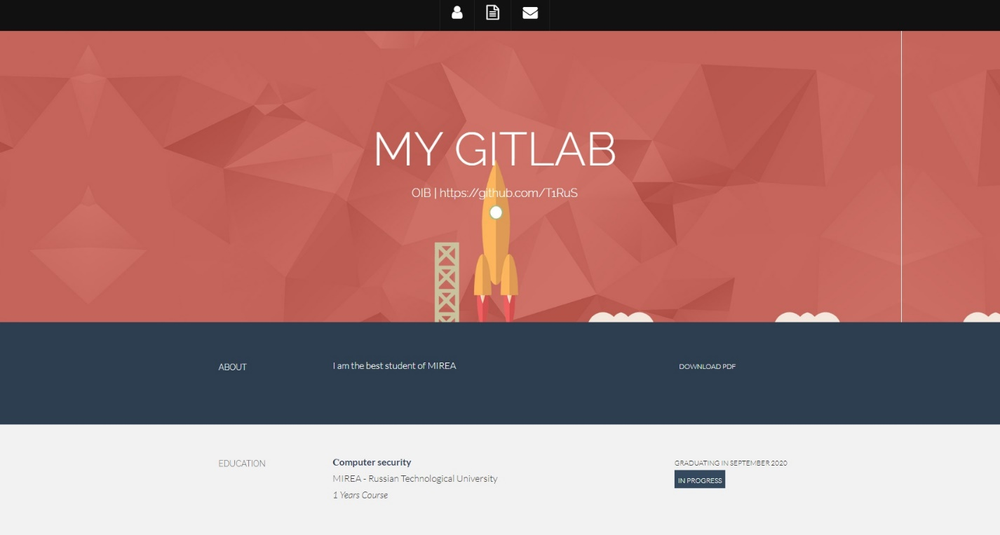 MY GITLAB
OIB | https://github.com/T1RuS
ABOUT
I am the best student of MIREA
DOWNLOAD PDF
EDUCATION
Computer security
MIREA - Russian Technological University
1 Years Course
GRADUATING IN SEPTEMBER 2020
IN PROGRESS